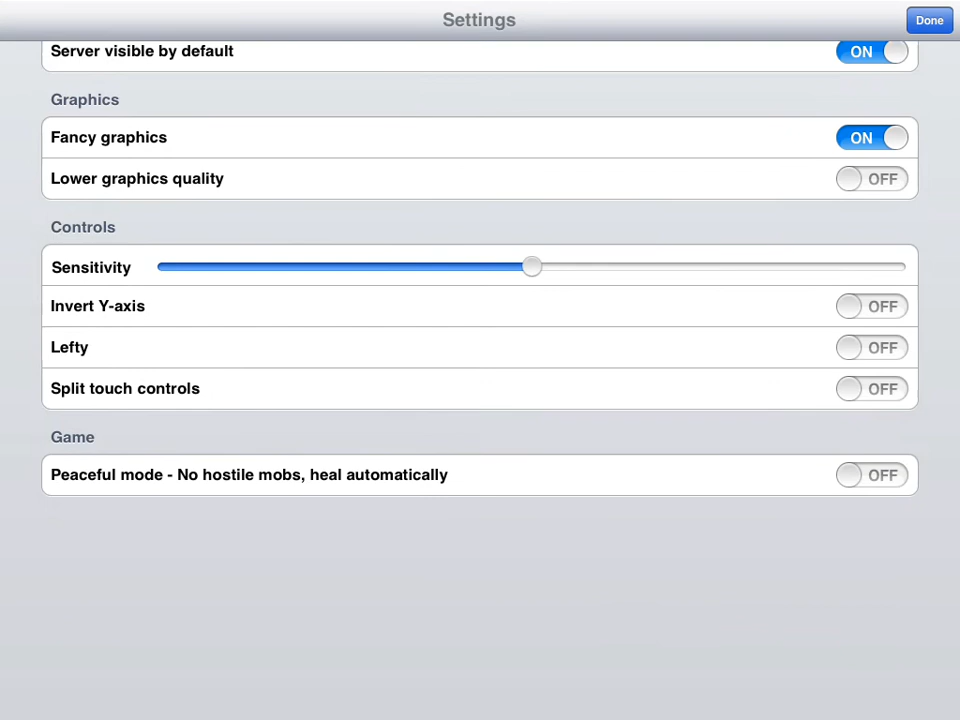 Settings
Done
Server visible by default ON
Graphics
Fancy graphics ON
Lower graphics quality OFF
Controls
Sensitivity
Invert Y-axis OFF
Lefty OFF
Split touch controls OFF
Game
Peaceful mode - No hostile mobs, heal automatically OFF